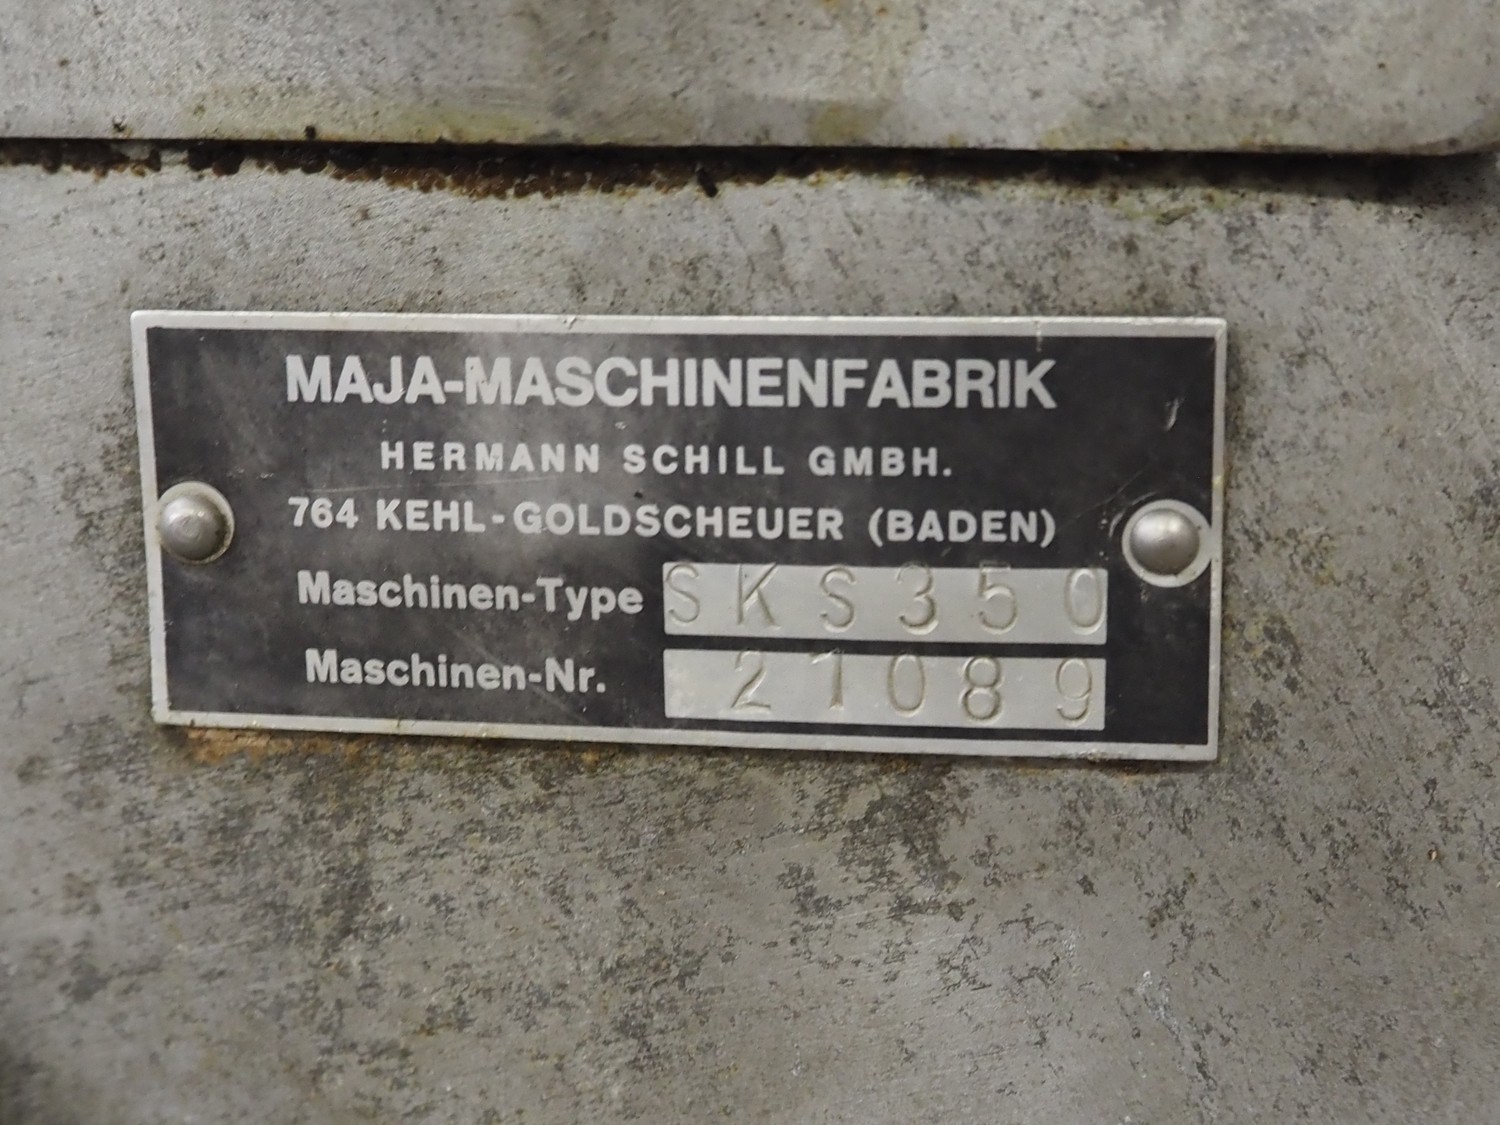 MAJA-MASCHINENFABRIK
HERMANN SCHILL GMBH.
764 KEHL-GOLDSCHEUER (BADEN)
Maschinen-Type SKS350
Maschinen-Nr. 21089